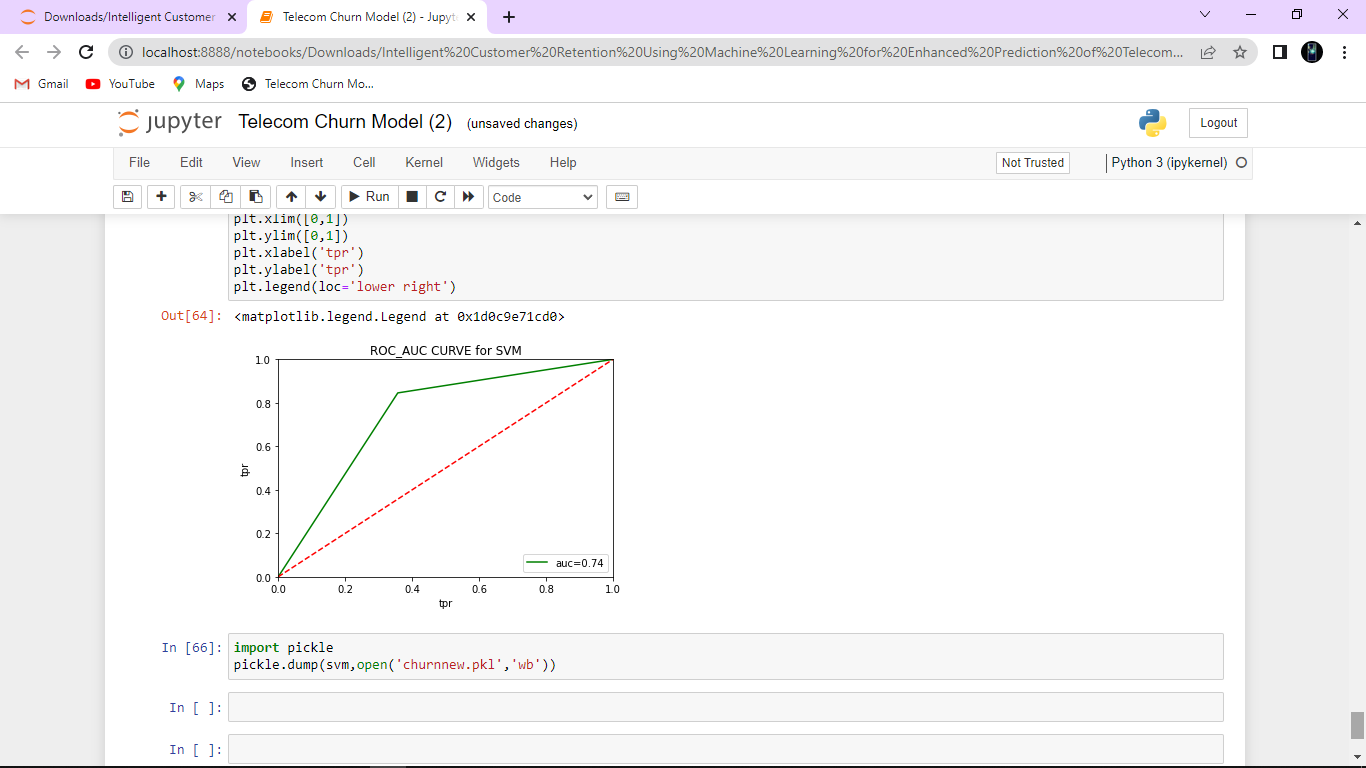 Downloads/Intelligent Customer
Telecom Churn Model (2) - Jupyt
localhost:8888/notebooks/Downloads/Intelligent%20Customer%20Retention%20Using%20Machine%20Learning%20for%20Enhanced%20Prediction%20of%20Telecom...
Gmail YouTube Maps Telecom Churn Mo...
jupyter Telecom Churn Model (2) (unsaved changes) Logout
File Edit View Insert Cell Kernel Widgets Help Not Trusted Python 3 (ipykernel)
Run Code
plt.xlim([0,1])
plt.ylim([0,1])
plt.xlabel('tpr')
plt.ylabel('tpr')
plt.legend(loc='lower right')
Out[64]: <matplotlib.legend.Legend at 0x1d0c9e71cd0>
ROC_AUC CURVE for SVM
1.0
0.8
0.6
tpr
0.4
0.2
auc=0.74
0.0
0.0 0.2 0.4 0.6 0.8 1.0
tpr
In [66]: import pickle
pickle.dump(svm,open('churnnew.pkl','wb'))
In [ ]:
In [ ]: